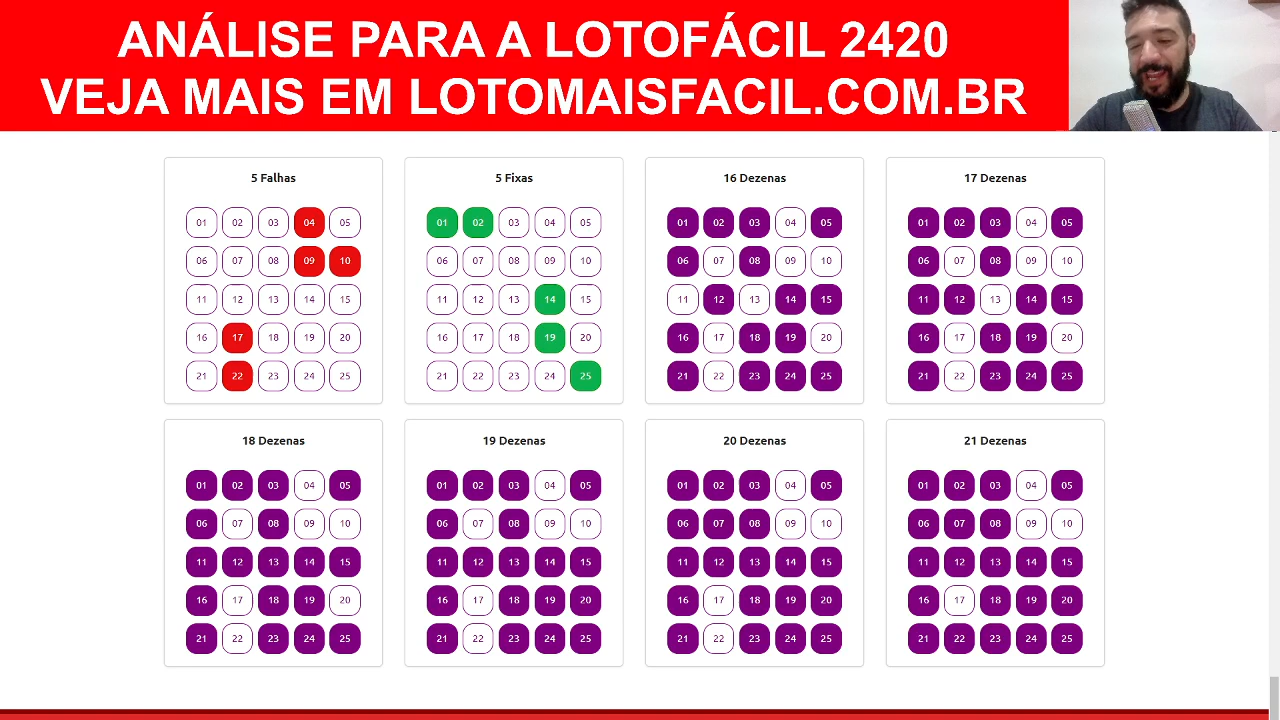 ANÁLISE PARA A LOTOFÁCIL 2420
VEJA MAIS EM LOTOMAISFACIL.COM.BR
5 Falhas
01 02 03 04 05
06 07 08 09 10
11 12 13 14 15
16 17 18 19 20
21 22 23 24 25
5 Fixas
01 02 03 04 05
06 07 08 09 10
11 12 13 14 15
16 17 18 19 20
21 22 23 24 25
16 Dezenas
01 02 03 04 05
06 07 08 09 10
11 12 13 14 15
16 17 18 19 20
21 22 23 24 25
17 Dezenas
01 02 03 04 05
06 07 08 09 10
11 12 13 14 15
16 17 18 19 20
21 22 23 24 25
18 Dezenas
01 02 03 04 05
06 07 08 09 10
11 12 13 14 15
16 17 18 19 20
21 22 23 24 25
19 Dezenas
01 02 03 04 05
06 07 08 09 10
11 12 13 14 15
16 17 18 19 20
21 22 23 24 25
20 Dezenas
01 02 03 04 05
06 07 08 09 10
11 12 13 14 15
16 17 18 19 20
21 22 23 24 25
21 Dezenas
01 02 03 04 05
06 07 08 09 10
11 12 13 14 15
16 17 18 19 20
21 22 23 24 25